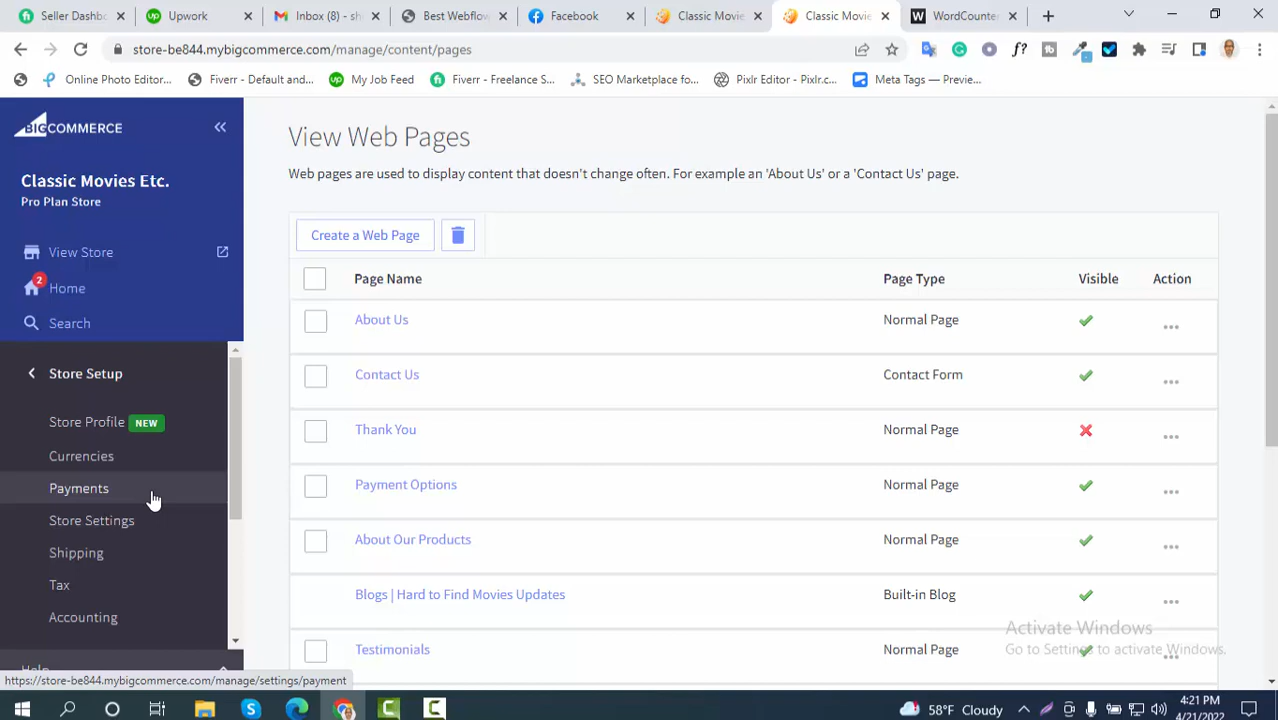 Seller Dashb
Upwork
Inbox (8) - sh
Best Webflow
Facebook
Classic Movie
Classic Movie
WordCounte
store-be844.mybigcommerce.com/manage/content/pages
Online Photo Editor...
Fiverr - Default and...
My Job Feed
Fiverr - Freelance S...
SEO Marketplace fo...
Pixlr Editor - Pixlr.c...
Meta Tags — Previe...
BIGCOMMERCE
Classic Movies Etc.
Pro Plan Store
View Store
2
Home
Search
Store Setup
Store Profile NEW
Currencies
Payments
Store Settings
Shipping
Tax
Accounting
Help
https://store-be844.mybigcommerce.com/manage/settings/payment
View Web Pages
Web pages are used to display content that doesn't change often. For example an 'About Us' or a 'Contact Us' page.
Create a Web Page
Page Name Page Type Visible Action
About Us Normal Page
Contact Us Contact Form
Thank You Normal Page
Payment Options Normal Page
About Our Products Normal Page
Blogs | Hard to Find Movies Updates Built-in Blog
Testimonials Normal Page
Activate Windows
Go to Settings to activate Windows.
58°F Cloudy
4:21 PM
4/21/2022